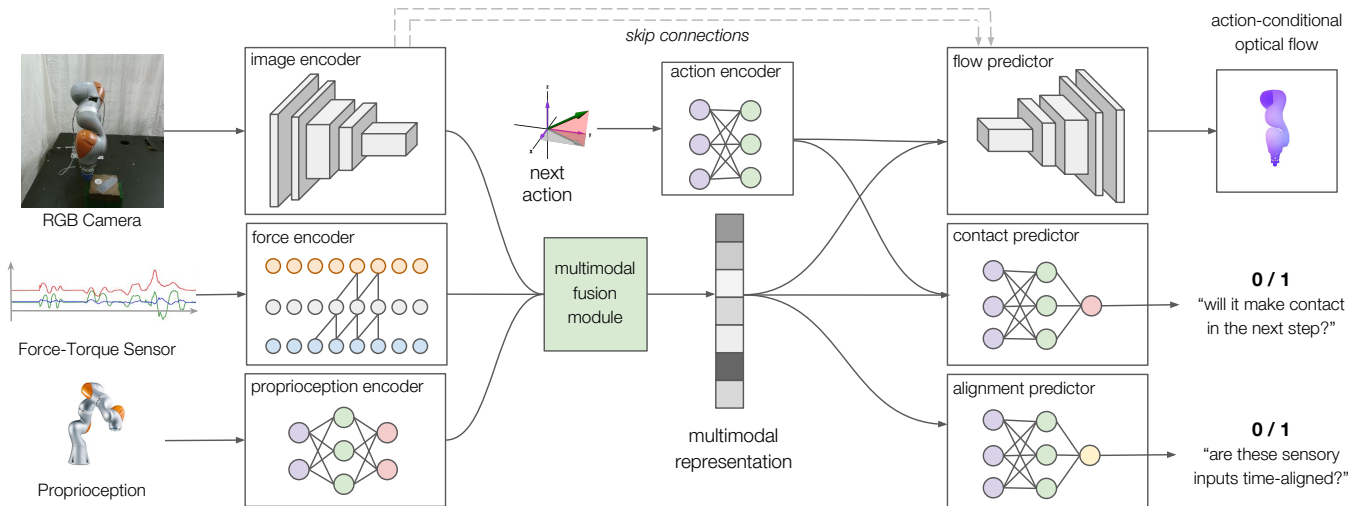 skip connections
action-conditional
optical flow
image encoder
action encoder
flow predictor
z
y
x
next
action
RGB Camera
force encoder
contact predictor
multimodal
fusion
module
0 / 1
“will it make contact
in the next step?”
Force-Torque Sensor
proprioception encoder
alignment predictor
multimodal
representation
0 / 1
“are these sensory
inputs time-aligned?”
Proprioception